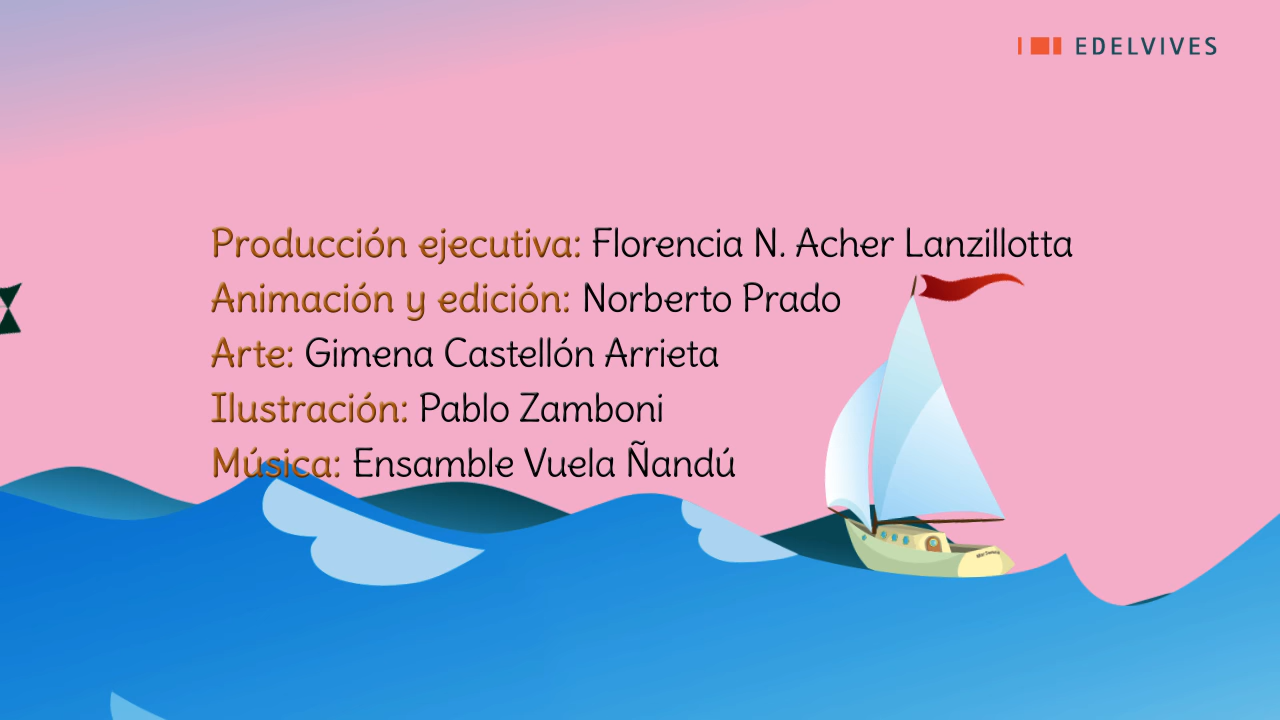 EDELVIVES
Producción ejecutiva: Florencia N. Acher Lanzillotta
Animación y edición: Norberto Prado
Arte: Gimena Castellón Arrieta
Ilustración: Pablo Zamboni
Música: Ensamble Vuela Ñandú